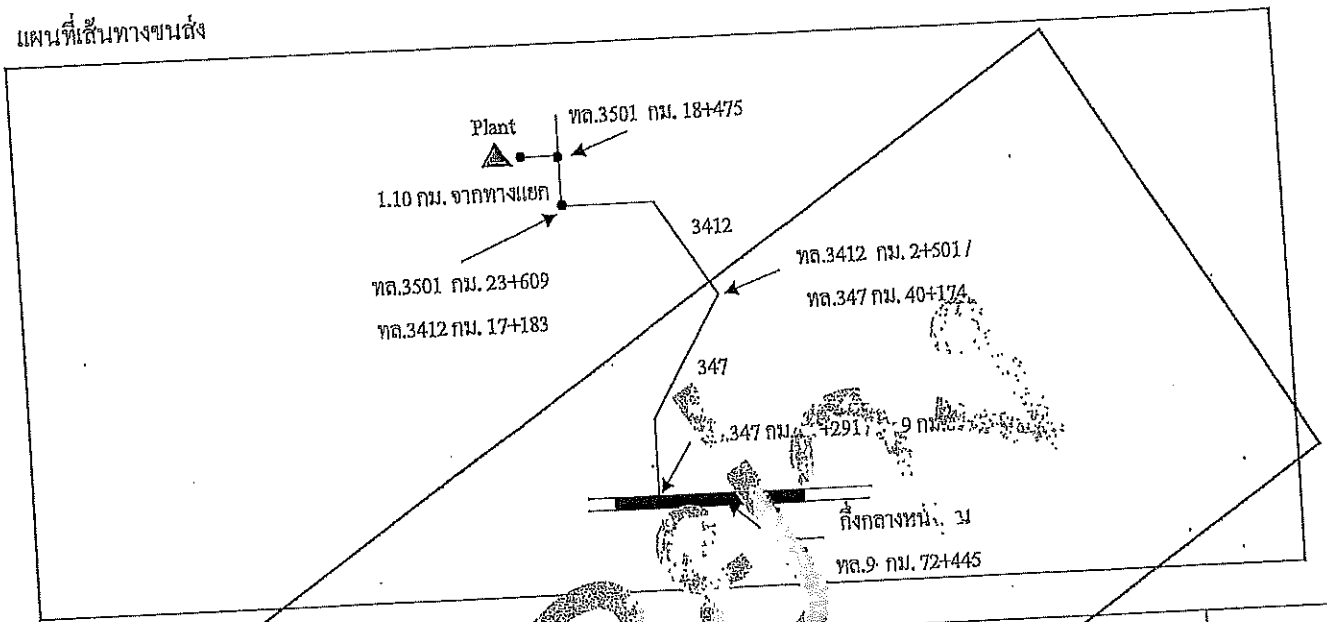 แผนที่เส้นทางขนส่ง
Plant
ทล.3501 กม. 18+475
1.10 กม. จากทางแยก
3412
ทล.3501 กม. 23+609
ทล.3412 กม. 17+183
ทล.3412 กม. 2+501 /
ทล.347 กม. 40+174
347
347 กม. +291 / 9 กม.
กึ่งกลาง
ทล.9 กม. 72+445